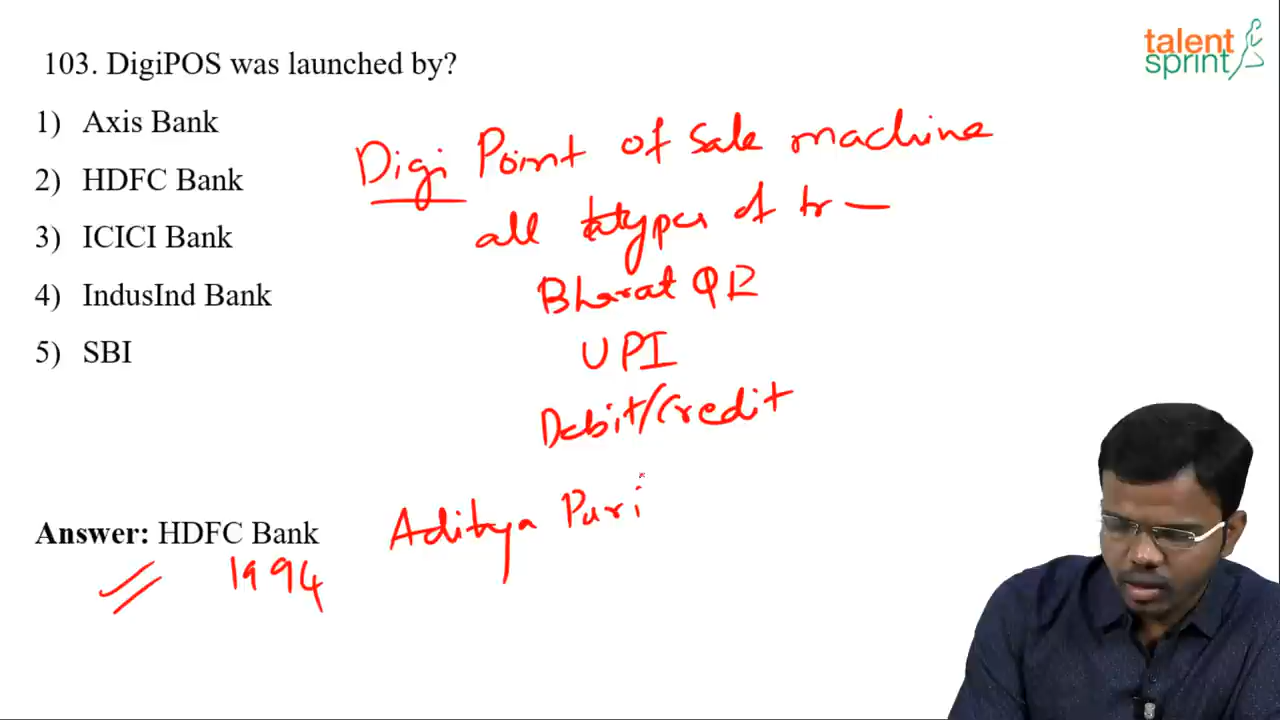 103. DigiPOS was launched by?
talent
sprint
1) Axis Bank
2) HDFC Bank
3) ICICI Bank
4) IndusInd Bank
5) SBI
Digi Point of Sale machine
all types of tr —
Bharat QR
UPI
Debit/Credit
Answer: HDFC Bank
1994
Aditya Puri